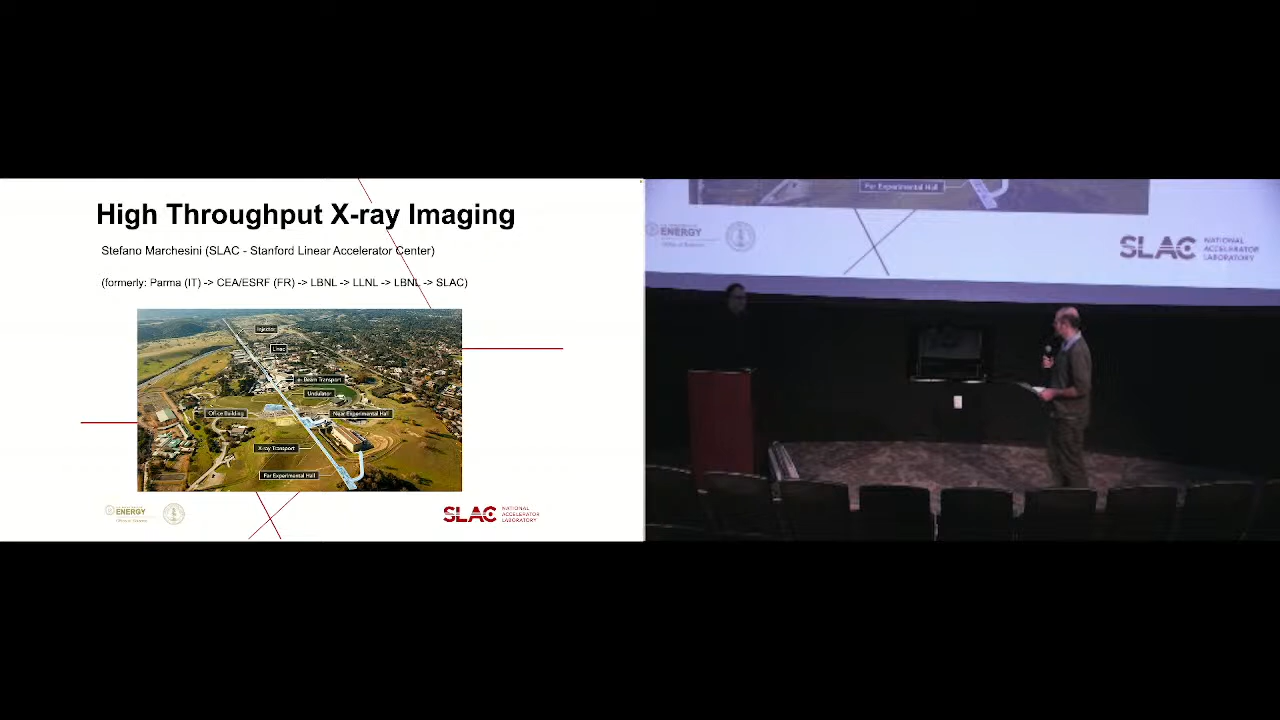 High Throughput X-ray Imaging
Stefano Marchesini (SLAC - Stanford Linear Accelerator Center)
(formerly: Parma (IT) -> CEA/ESRF (FR) -> LBNL -> LLNL -> LBNL -> SLAC)
Injector
Linac
e- Beam Transport
Undulator
Office Building
Near Experimental Hall
X-ray Transport
Far Experimental Hall
ENERGY
SLAC
NATIONAL
ACCELERATOR
LABORATORY
Far Experimental Hall
ENERGY
SLAC
NATIONAL
ACCELERATOR
LABORATORY